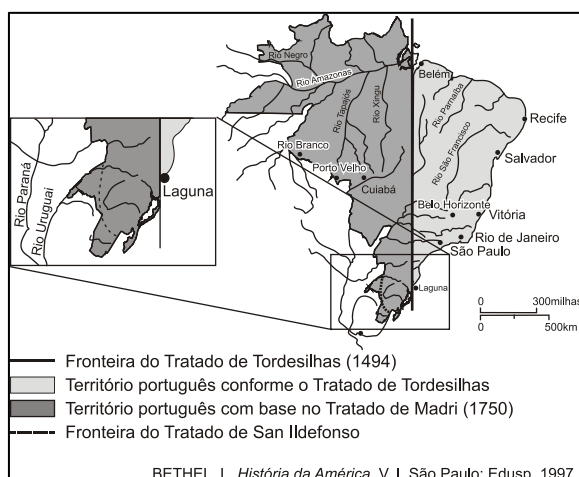 Rio Negro
Rio Amazonas
Belém
Rio Tapajós
Rio Xingu
Rio Parnaíba
Recife
Rio São Francisco
Salvador
Rio Branco
Porto Velho
Cuiabá
Belo Horizonte
Vitória
Rio de Janeiro
São Paulo
Laguna
Rio Paraná
Rio Uruguai
Laguna
0 300milhas
0 500km
Fronteira do Tratado de Tordesilhas (1494)
Território português conforme o Tratado de Tordesilhas
Território português com base no Tratado de Madri (1750)
Fronteira do Tratado de San Ildefonso
BETHEL, L. História da América. V. I. São Paulo: Edusp, 1997